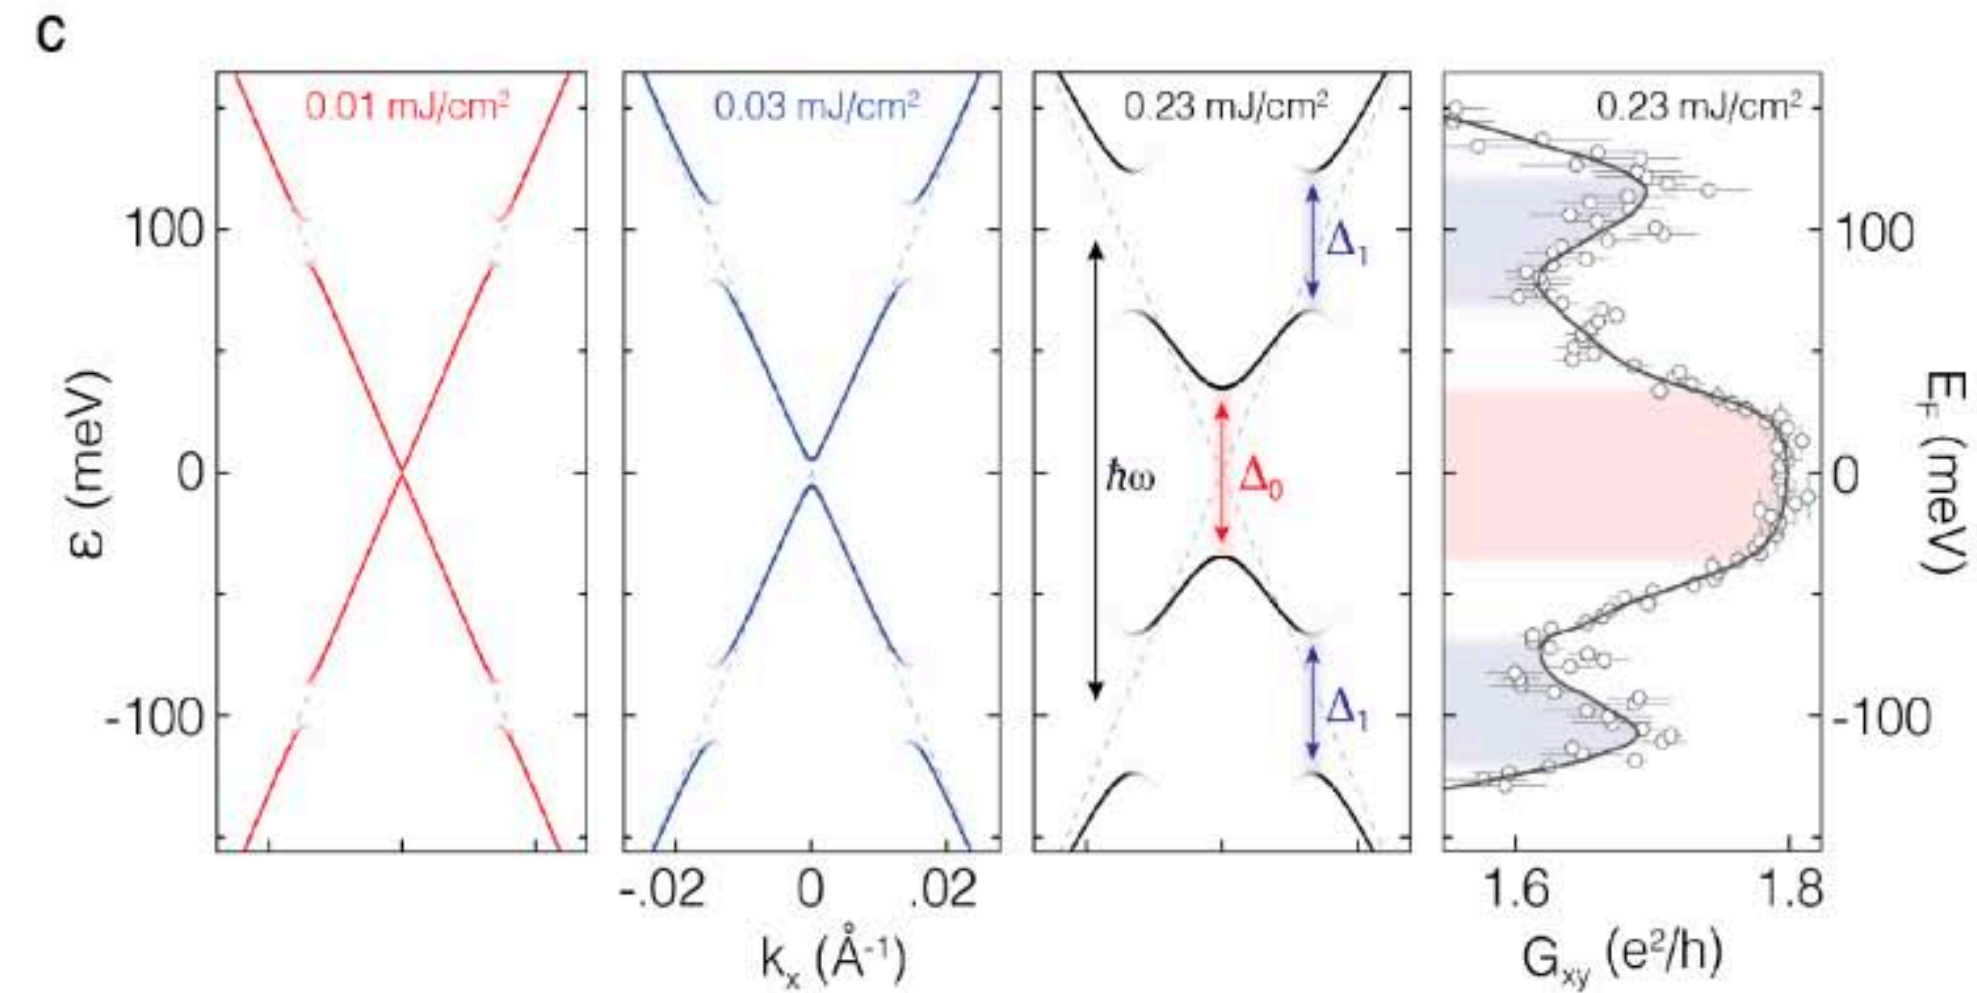 c
0.01 mJ/cm²
0.03 mJ/cm²
0.23 mJ/cm²
0.23 mJ/cm²
100
0
-100
ε (meV)
ħω
Δ₀
Δ₁
Δ₁
100
0
-100
E_F (meV)
-.02 0 .02
1.6 1.8
kₓ (Å⁻¹)
G_xy (e²/h)